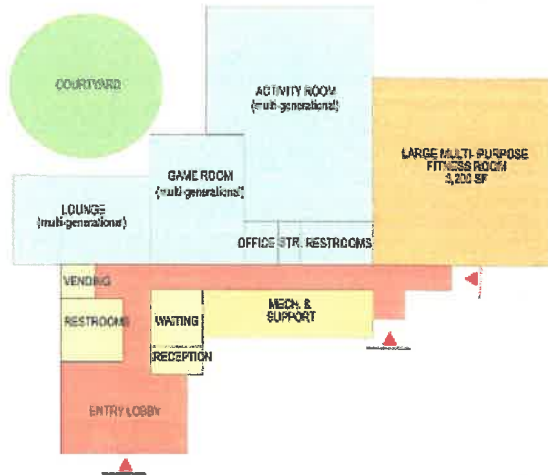 COURTYARD
ACTIVITY ROOM
(multi-generational)
LARGE MULTI-PURPOSE
FITNESS ROOM
3,200 SF
GAME ROOM
(multi-generational)
LOUNGE
(multi-generational)
OFFICE STR. RESTROOMS
VENDING
RESTROOMS
WAITING
MECH. &
SUPPORT
RECEPTION
ENTRY LOBBY